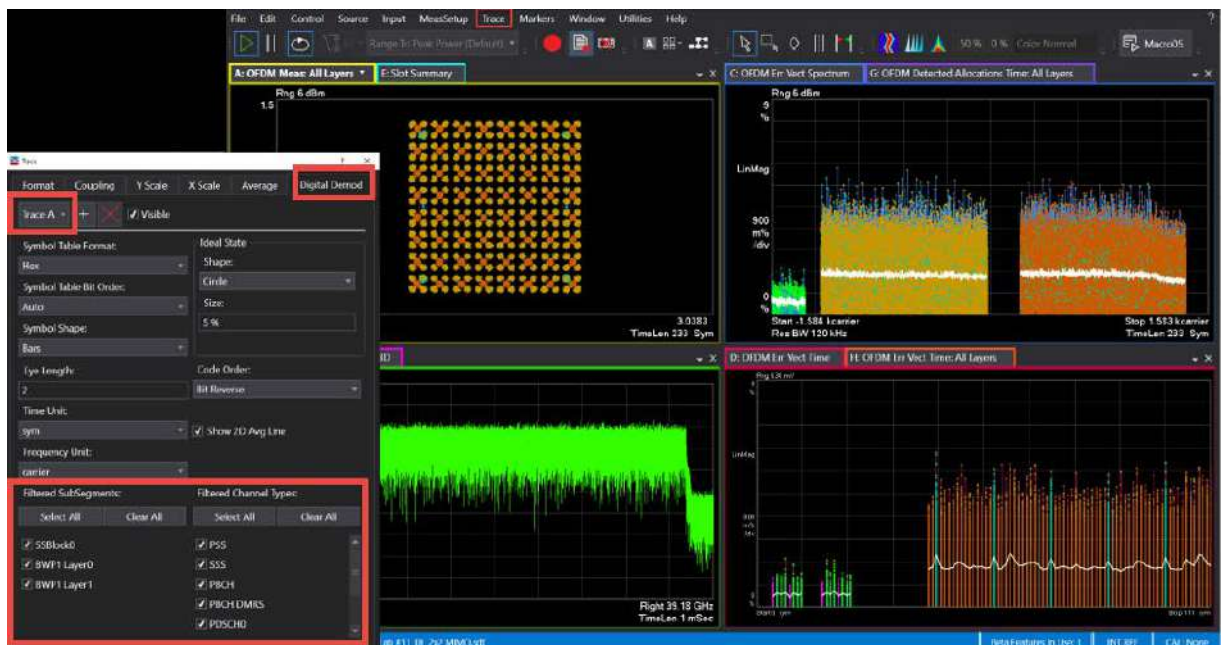 File Edit Control Source Input MeasSetup Trace Markers Window Utilities Help ?
Range To Peak Power (Default) A 50 % 0 % Color Normal Macro05
A: OFDM Meas: All Layers E: Slot Summary
Rng 6 dBm
1.5
3.0383
TimeLen 233 Sym
C: OFDM Err Vect Spectrum G: OFDM Detected Allocations Time: All Layers
Rng 6 dBm
9
%
LinMag
900
m%
/div
0
%
Start -1.584 kcarrier Stop 1.583 kcarrier
Res BW 120 kHz TimeLen 233 Sym
Trace ? ×
Format Coupling Y Scale X Scale Average Digital Demod
Trace A Visible
Symbol Table Format:
Hex
Symbol Table Bit Order:
Auto
Symbol Shape:
Bars
Eye Length:
2
Time Unit:
sym
Frequency Unit:
carrier
Ideal State
Shape:
Circle
Size:
5 %
Code Order:
Bit Reverse
Show 2D Avg Line
Filtered SubSegments:
Select All Clear All
SSBlock0
BWP1 Layer0
BWP1 Layer1
Filtered Channel Types:
Select All Clear All
PSS
SSS
PBCH
PBCH DMRS
PDSCH0
Right 39.18 GHz
TimeLen 1 mSec
D: OFDM Err Vect Time H: OFDM Err Vect Time: All Layers
LinMag
Beta Features In Use: 1 INT REF CAL: None